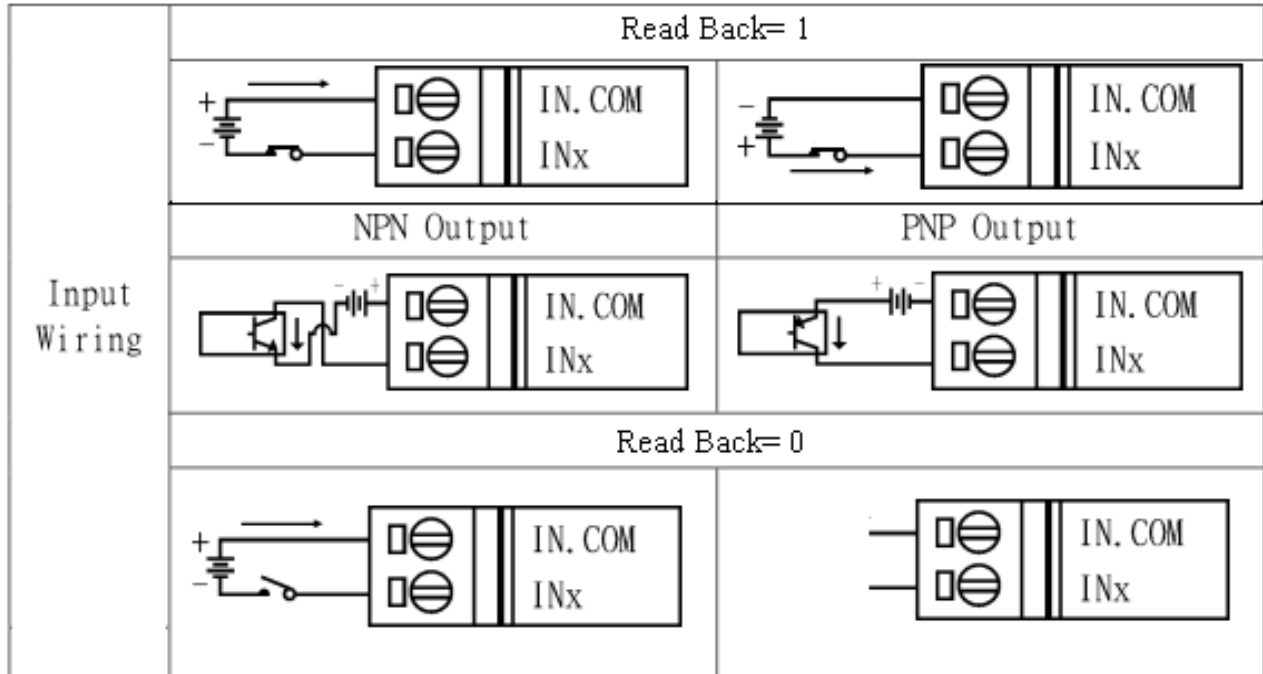 Read Back= 1
+
-
IN.COM
INx
-
+
IN.COM
INx
NPN Output
PNP Output
Input
Wiring
- +
IN.COM
INx
+ -
IN.COM
INx
Read Back= 0
+
-
IN.COM
INx
IN.COM
INx